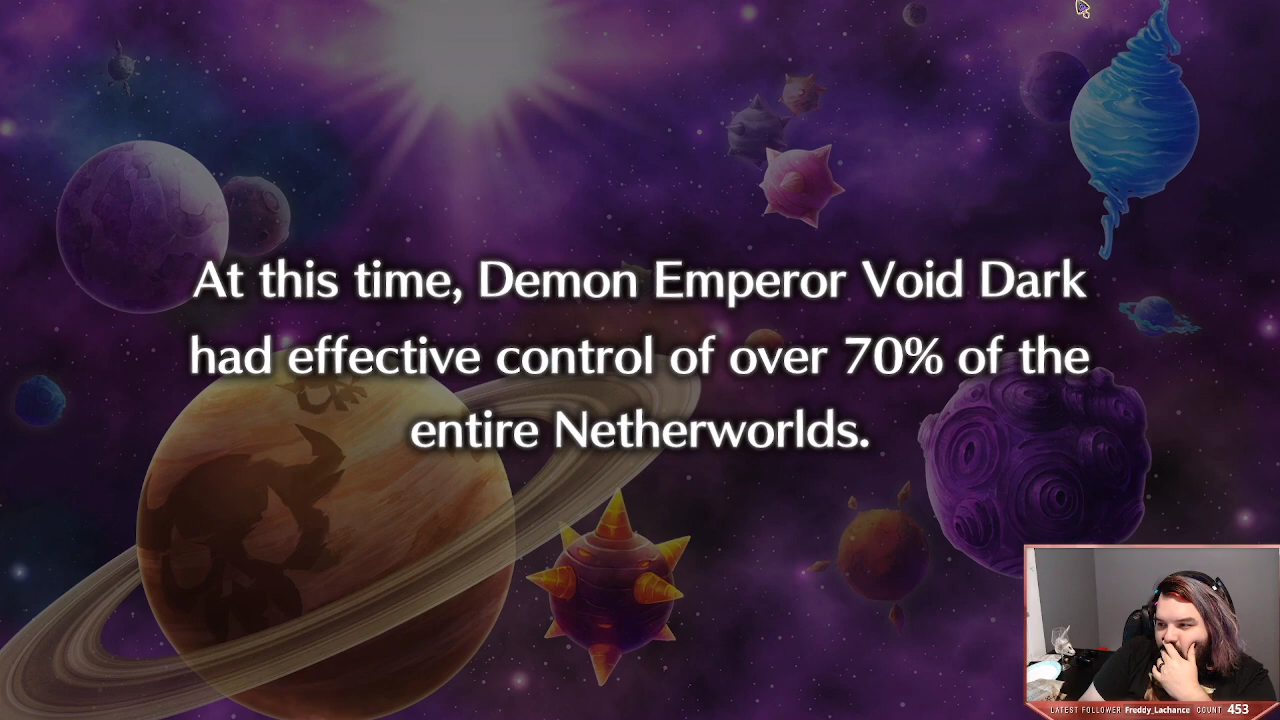 At this time, Demon Emperor Void Dark
had effective control of over 70% of the
entire Netherworlds.
LATEST FOLLOWER Freddy_Lachance COUNT 453